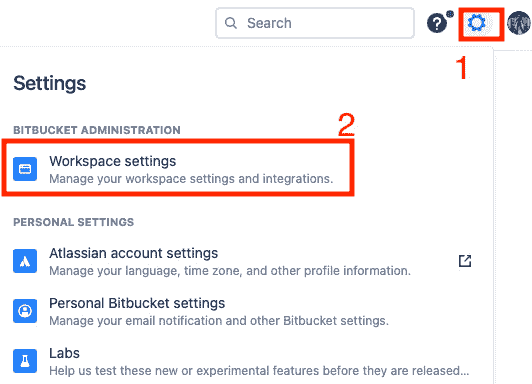 Search
?
1
Settings
BITBUCKET ADMINISTRATION
2
Workspace settings
Manage your workspace settings and integrations.
PERSONAL SETTINGS
Atlassian account settings
Manage your language, time zone, and other profile information.
Personal Bitbucket settings
Manage your email notification and other Bitbucket settings.
Labs
Help us test these new or experimental features before they are released...